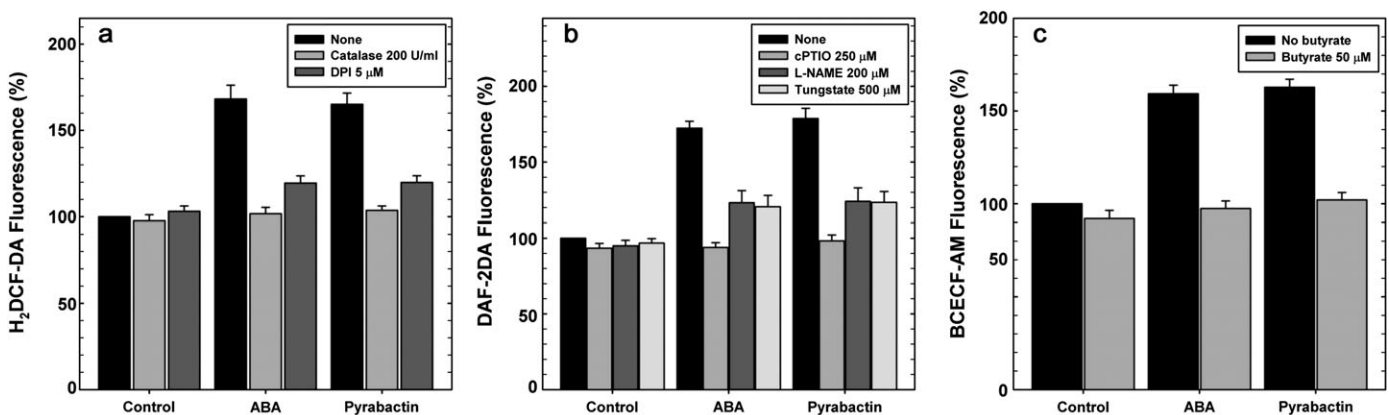 a
None
Catalase 200 U/ml
DPI 5 μM
H2DCF-DA Fluorescence (%)
200
150
100
50
0
Control ABA Pyrabactin
b
None
cPTIO 250 μM
L-NAME 200 μM
Tungstate 500 μM
DAF-2DA Fluorescence (%)
200
150
100
50
0
Control ABA Pyrabactin
c
No butyrate
Butyrate 50 μM
BCECF-AM Fluorescence (%)
200
150
100
50
0
Control ABA Pyrabactin